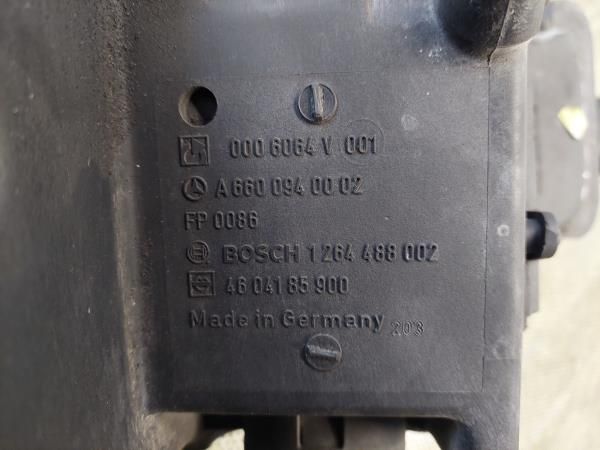 000 6064 V 001
A 660 094 00 02
FP 0086
BOSCH 1 264 488 002
46 041 85 900
Made in Germany 203